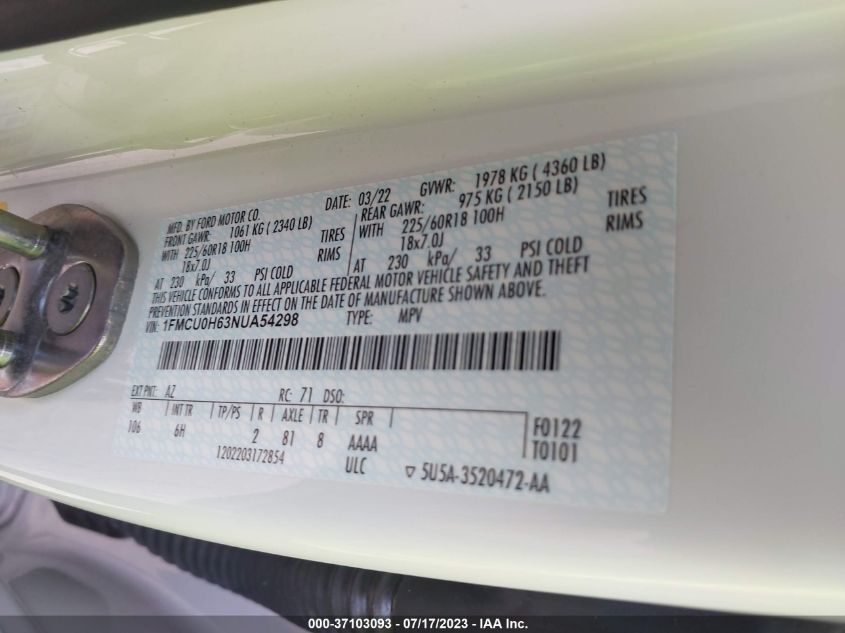 MFD. BY FORD MOTOR CO. DATE: 03/22 GVWR: 1978 KG ( 4360 LB)
FRONT GAWR: 1061 KG ( 2340 LB) REAR GAWR: 975 KG ( 2150 LB)
WITH 225/60R18 100H TIRES WITH 225/60R18 100H TIRES
18x7.0J RIMS 18x7.0J RIMS
AT 230 kPa/ 33 PSI COLD AT 230 kPa/ 33 PSI COLD
THIS VEHICLE CONFORMS TO ALL APPLICABLE FEDERAL MOTOR VEHICLE SAFETY AND THEFT
PREVENTION STANDARDS IN EFFECT ON THE DATE OF MANUFACTURE SHOWN ABOVE.
VIN: 1FMCU0H63NUA54298 TYPE: MPV
EXT PNT: AZ RC: 71 DSO:
WB INT TR TP/PS R AXLE TR SPR
106 6H 2 81 8 AAAA
F0122
T0101
1202203172854 ULC ▽ 5U5A-3520472-AA
000-37103093 - 07/17/2023 - IAA Inc.